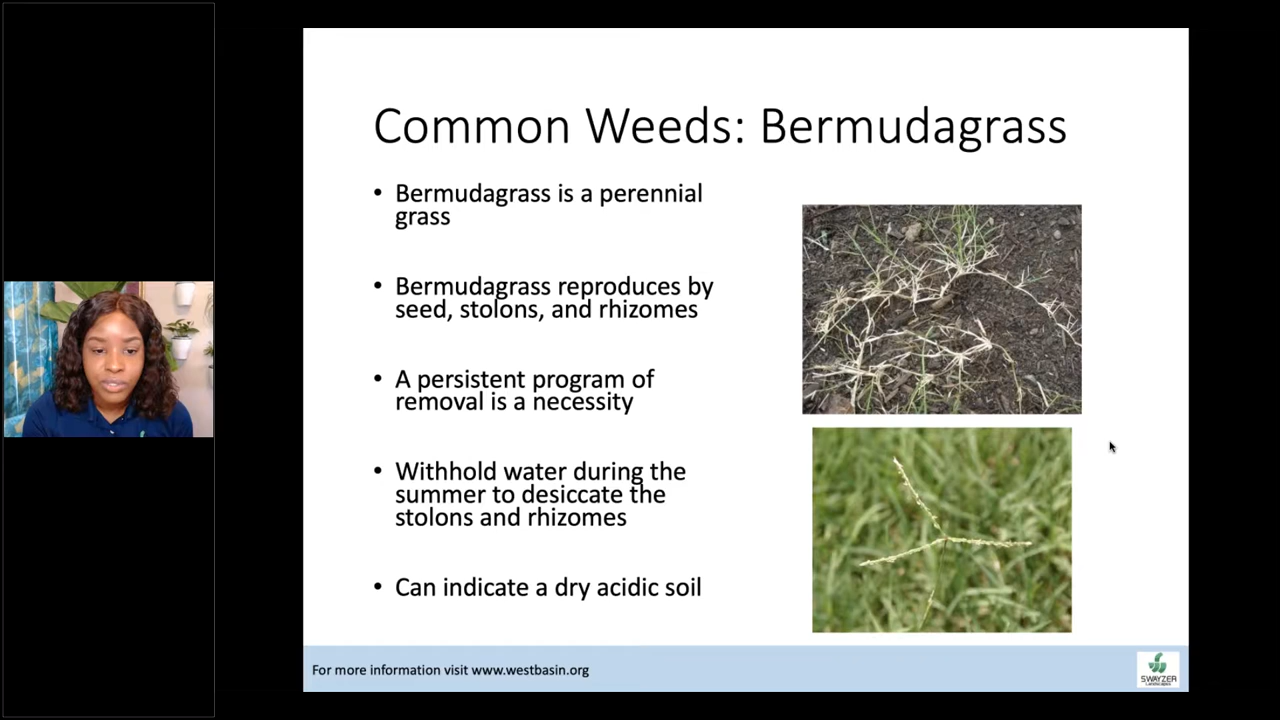 Common Weeds: Bermudagrass
• Bermudagrass is a perennial
grass
• Bermudagrass reproduces by
seed, stolons, and rhizomes
• A persistent program of
removal is a necessity
• Withhold water during the
summer to desiccate the
stolons and rhizomes
• Can indicate a dry acidic soil
For more information visit www.westbasin.org
SWAYZER
LANDSCAPES